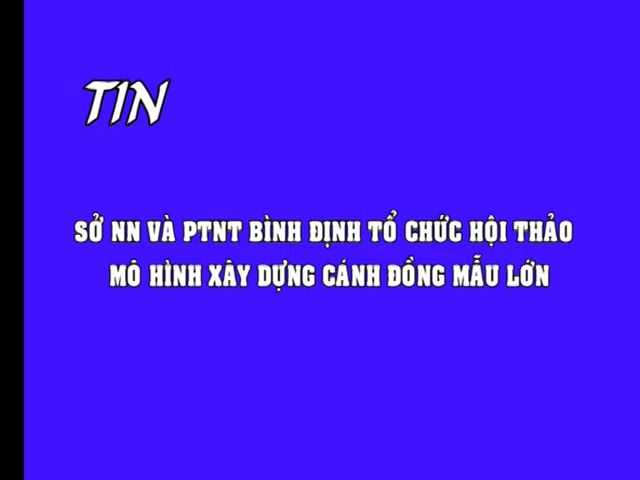 TIN
SỞ NN VÀ PTNT BÌNH ĐỊNH TỔ CHỨC HỘI THẢO
MÔ HÌNH XÂY DỰNG CÁNH ĐỒNG MẪU LỚN